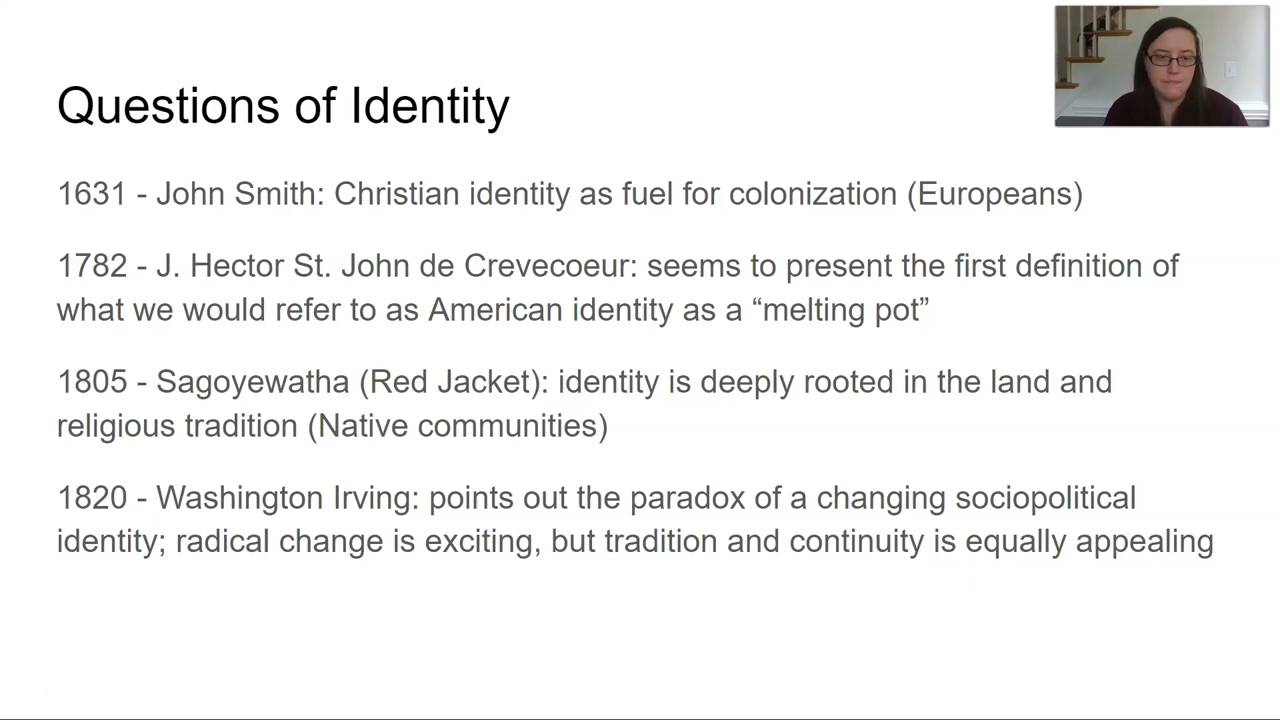 Questions of Identity
1631 - John Smith: Christian identity as fuel for colonization (Europeans)
1782 - J. Hector St. John de Crevecoeur: seems to present the first definition of
what we would refer to as American identity as a “melting pot”
1805 - Sagoyewatha (Red Jacket): identity is deeply rooted in the land and
religious tradition (Native communities)
1820 - Washington Irving: points out the paradox of a changing sociopolitical
identity; radical change is exciting, but tradition and continuity is equally appealing